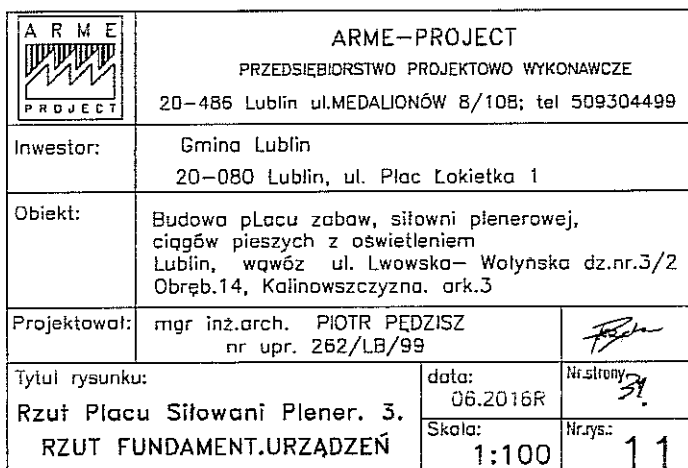 ARME
PROJECT
ARME-PROJECT
PRZEDSIĘBIORSTWO PROJEKTOWO WYKONAWCZE
20-486 Lublin ul.MEDALIONÓW 8/108; tel 509304499
Inwestor:
Gmina Lublin
20-080 Lublin, ul. Plac Łokietka 1
Obiekt:
Budowa pLacu zabaw, siłowni plenerowej,
ciągów pieszych z oświetleniem
Lublin, wąwóz ul. Lwowska- Wolyńska dz.nr.3/2
Obręb.14, Kalinowszczyzna. ark.3
Projektował:
mgr inż.arch. PIOTR PĘDZISZ
nr upr. 262/LB/99
Tytuł rysunku:
Rzut Placu Siłowani Plener. 3.
RZUT FUNDAMENT.URZĄDZEŃ
data:
06.2016R
Nr.strony
Skala:
1:100
Nr.rys.:
11